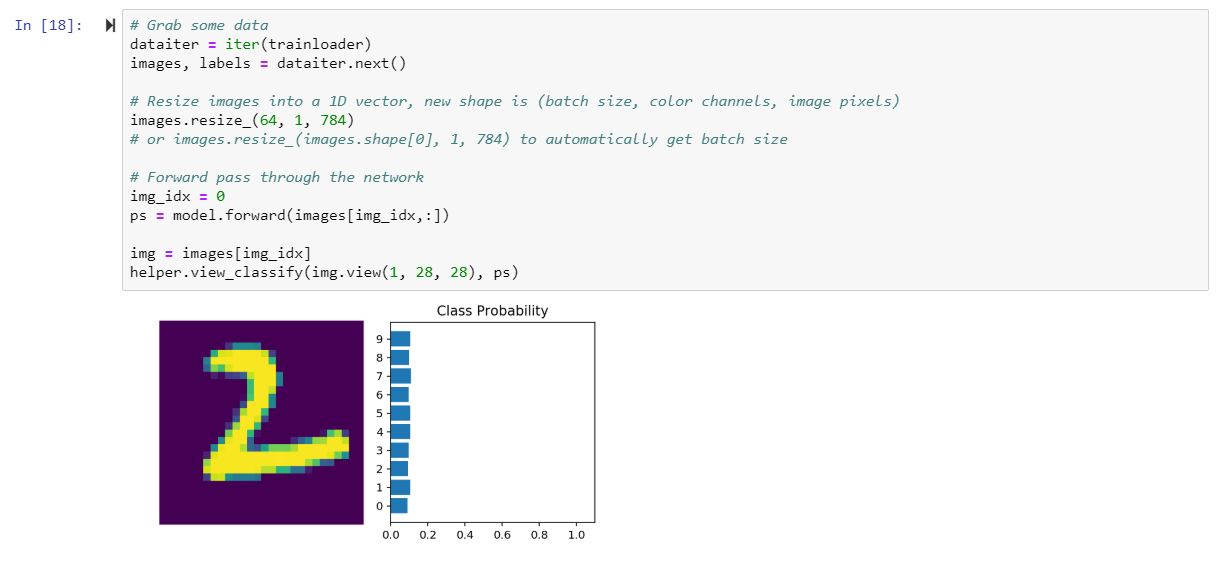 In [18]:
# Grab some data
dataiter = iter(trainloader)
images, labels = dataiter.next()
# Resize images into a 1D vector, new shape is (batch size, color channels, image pixels)
images.resize_(64, 1, 784)
# or images.resize_(images.shape[0], 1, 784) to automatically get batch size
# Forward pass through the network
img_idx = 0
ps = model.forward(images[img_idx,:])
img = images[img_idx]
helper.view_classify(img.view(1, 28, 28), ps)
2
Class Probability
9
8
7
6
5
4
3
2
1
0
0.0 0.2 0.4 0.6 0.8 1.0